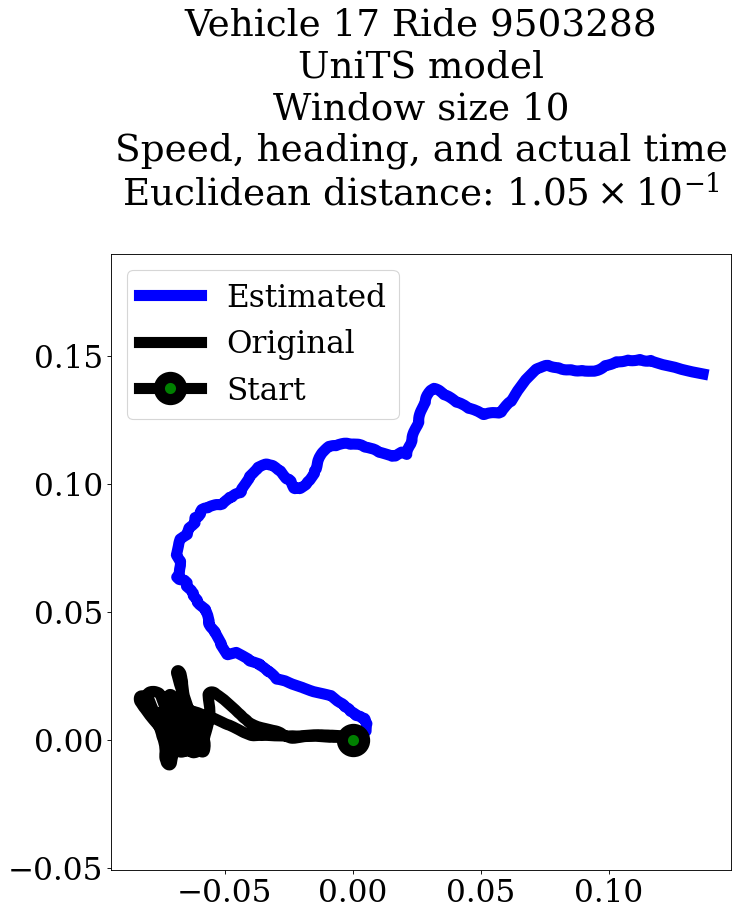 Vehicle 17 Ride 9503288
UniTS model
Window size 10
Speed, heading, and actual time
Euclidean distance: 1.05 × 10⁻¹
Estimated
Original
Start
0.15
0.10
0.05
0.00
−0.05
−0.05 0.00 0.05 0.10